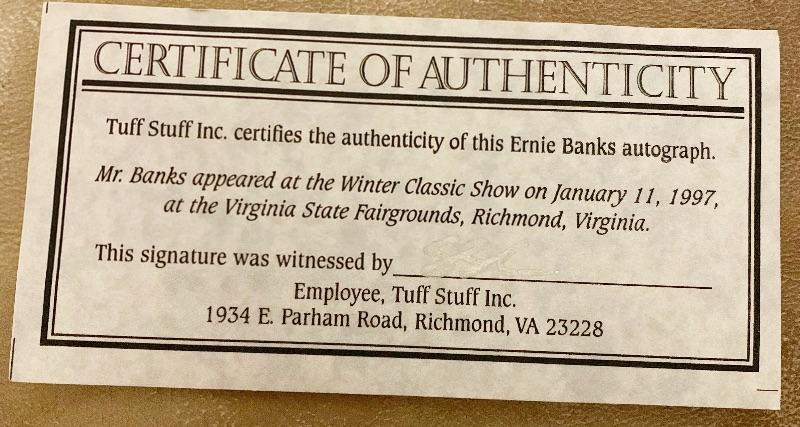 CERTIFICATE OF AUTHENTICITY
Tuff Stuff Inc. certifies the authenticity of this Ernie Banks autograph.
Mr. Banks appeared at the Winter Classic Show on January 11, 1997,
at the Virginia State Fairgrounds, Richmond, Virginia.
This signature was witnessed by
Employee, Tuff Stuff Inc.
1934 E. Parham Road, Richmond, VA 23228